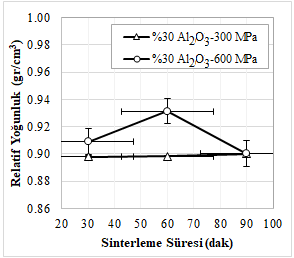 1.00
%30 Al₂O₃-300 MPa
%30 Al₂O₃-600 MPa
0.98
0.96
0.94
0.92
0.90
0.88
0.86
Relatif Yoğunluk (gr/cm³)
20 30 40 50 60 70 80 90 100
Sinterleme Süresi (dak)